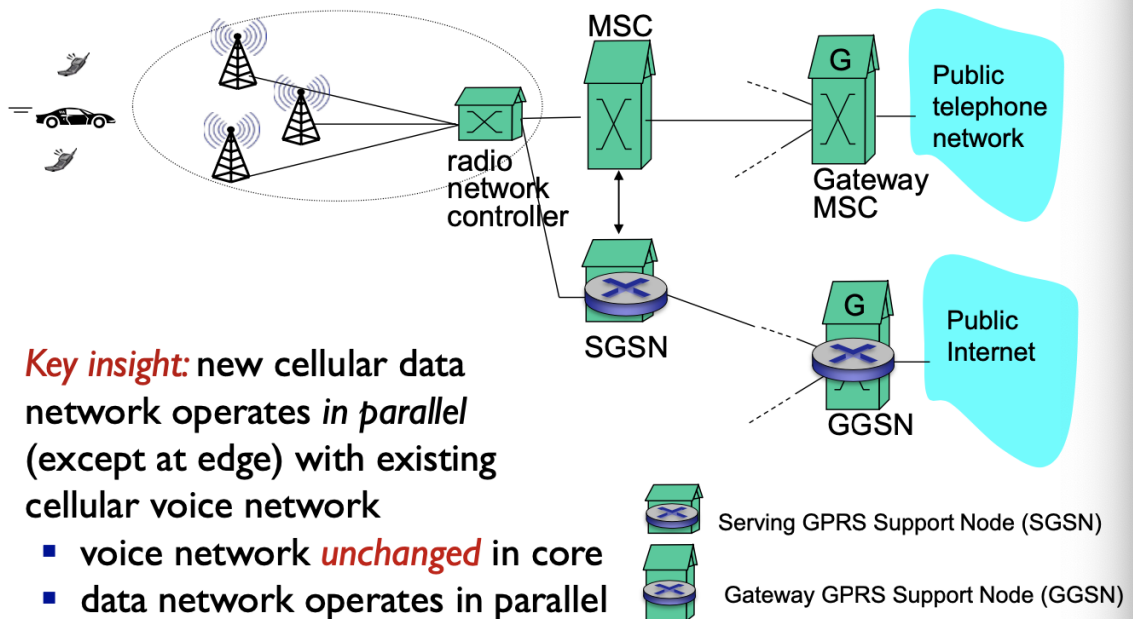 MSC
G
Public
telephone
network
radio
network
controller
Gateway
MSC
SGSN
G
Public
Internet
GGSN
Key insight: new cellular data
network operates in parallel
(except at edge) with existing
cellular voice network
▪ voice network unchanged in core
▪ data network operates in parallel
Serving GPRS Support Node (SGSN)
Gateway GPRS Support Node (GGSN)